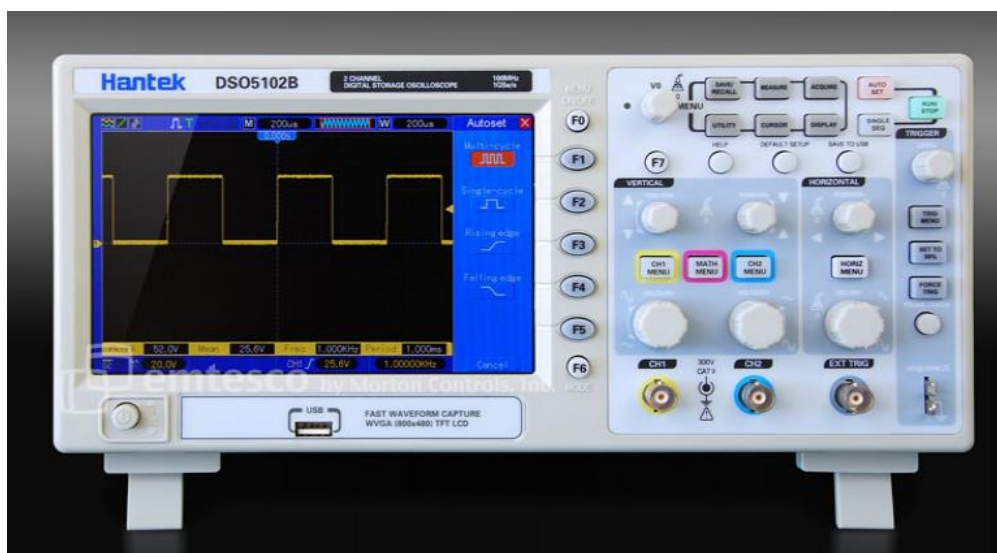 Hantek DSO5102B
2 CHANNEL
DIGITAL STORAGE OSCILLOSCOPE
100MHz
1GSa/s
M 200us W 200us Autoset X
0.000s
Multi-cycle
Single-cycle
Rising edge
Falling edge
52.0V Mean 25.6V Freq 1.000KHz Period 1.000ms
20.0V CH1 25.6V 1.00000KHz Cancel
emtesco by Morton Controls, Inc.
USB
FAST WAVEFORM CAPTURE
WVGA (800x480) TFT LCD
MENU
ON/OFF
F0
F1
F2
F3
F4
F5
F6
V0
MENU
SAVE/
RECALL
MEASURE
ACQUIRE
AUTO
SET
RUN/
STOP
UTILITY
CURSOR
DISPLAY
SINGLE
SEQ
HELP
DEFAULT SETUP
SAVE TO USB
F7
TRIGGER
VERTICAL
HORIZONTAL
TRIG
MENU
CH1
MENU
MATH
MENU
CH2
MENU
HORIZ
MENU
SET TO
50%
FORCE
TRIG
CH1
300V
CAT II
CH2
EXT TRIG